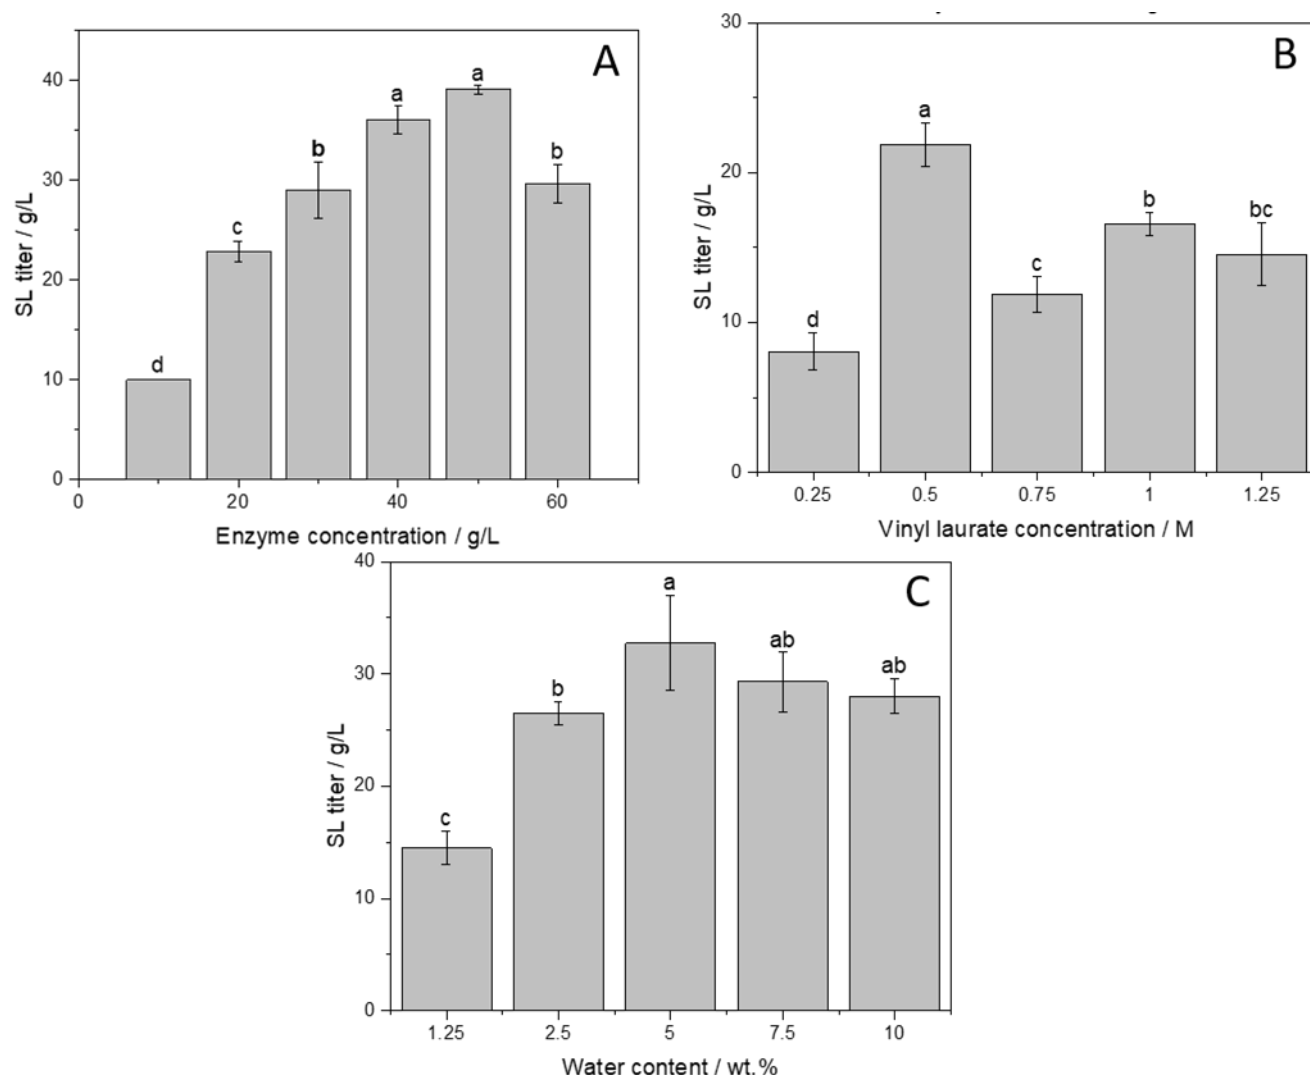 A
SL titer / g/L
40
30
20
10
0
d
c
b
a
a
b
0
20
40
60
Enzyme concentration / g/L
B
SL titer / g/L
30
20
10
0
d
a
c
b
bc
0.25
0.5
0.75
1
1.25
Vinyl laurate concentration / M
C
SL titer / g/L
40
30
20
10
0
c
b
a
ab
ab
1.25
2.5
5
7.5
10
Water content / wt.%